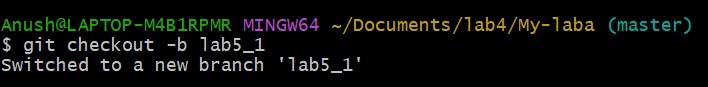 Anush@LAPTOP-M4B1RPMR MINGW64 ~/Documents/lab4/My-laba (master)
$ git checkout -b lab5_1
Switched to a new branch 'lab5_1'